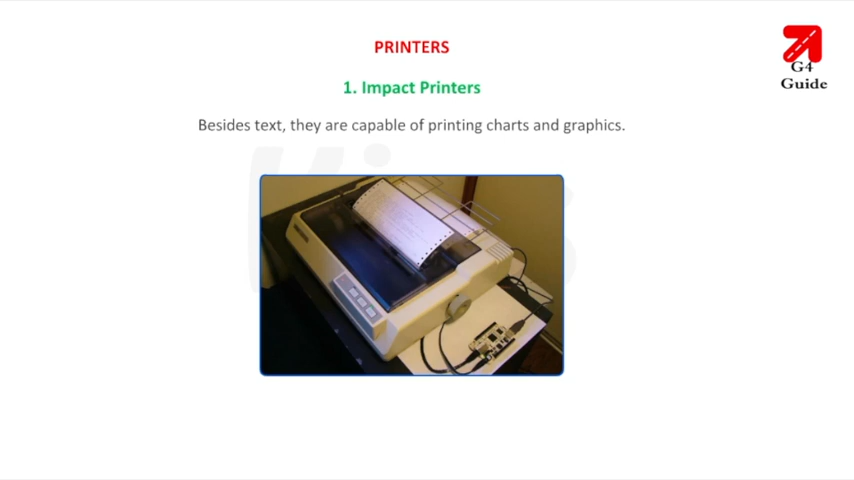 PRINTERS
1. Impact Printers
Besides text, they are capable of printing charts and graphics.
G4
Guide